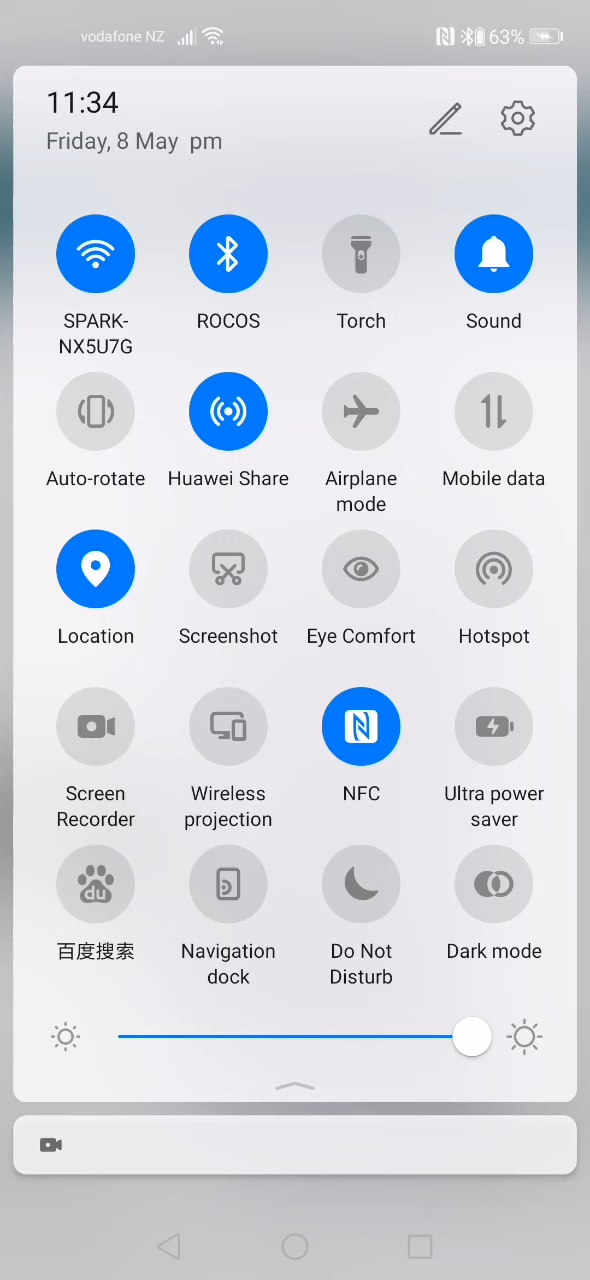 vodafone NZ 63%
11:34
Friday, 8 May pm
SPARK-
NX5U7G
ROCOS
Torch
Sound
Auto-rotate
Huawei Share
Airplane
mode
Mobile data
Location
Screenshot
Eye Comfort
Hotspot
Screen
Recorder
Wireless
projection
NFC
Ultra power
saver
du
百度搜索
Navigation
dock
Do Not
Disturb
Dark mode